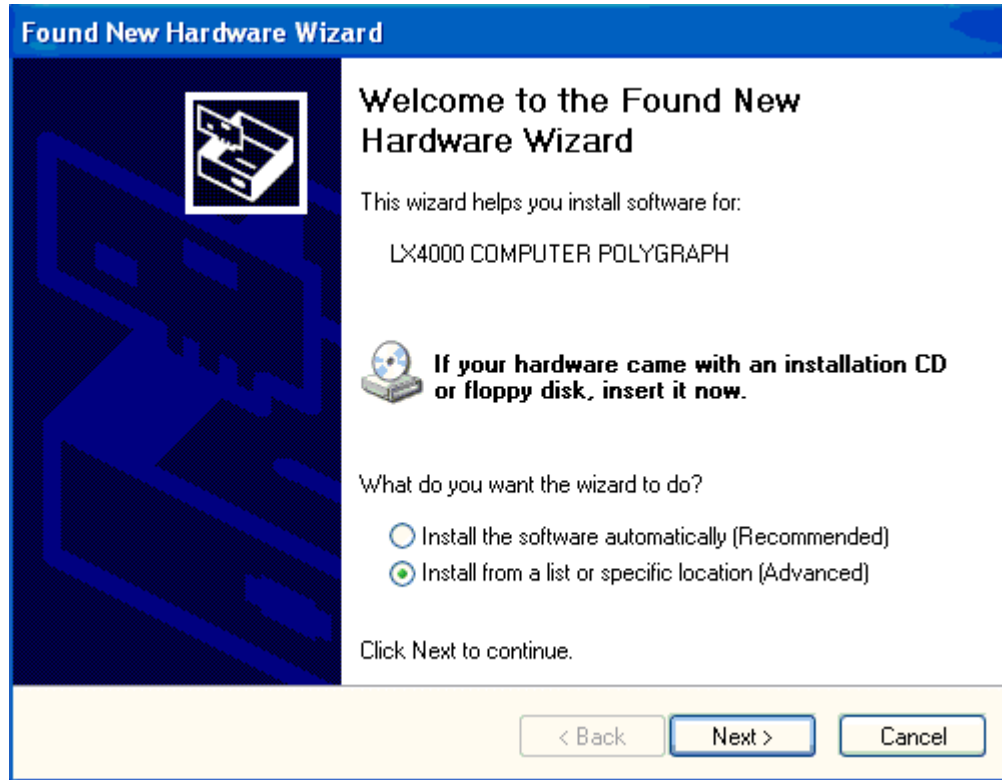 Found New Hardware Wizard
Welcome to the Found New
Hardware Wizard
This wizard helps you install software for:
LX4000 COMPUTER POLYGRAPH
If your hardware came with an installation CD
or floppy disk, insert it now.
What do you want the wizard to do?
Install the software automatically (Recommended)
Install from a list or specific location (Advanced)
Click Next to continue.
< Back Next > Cancel